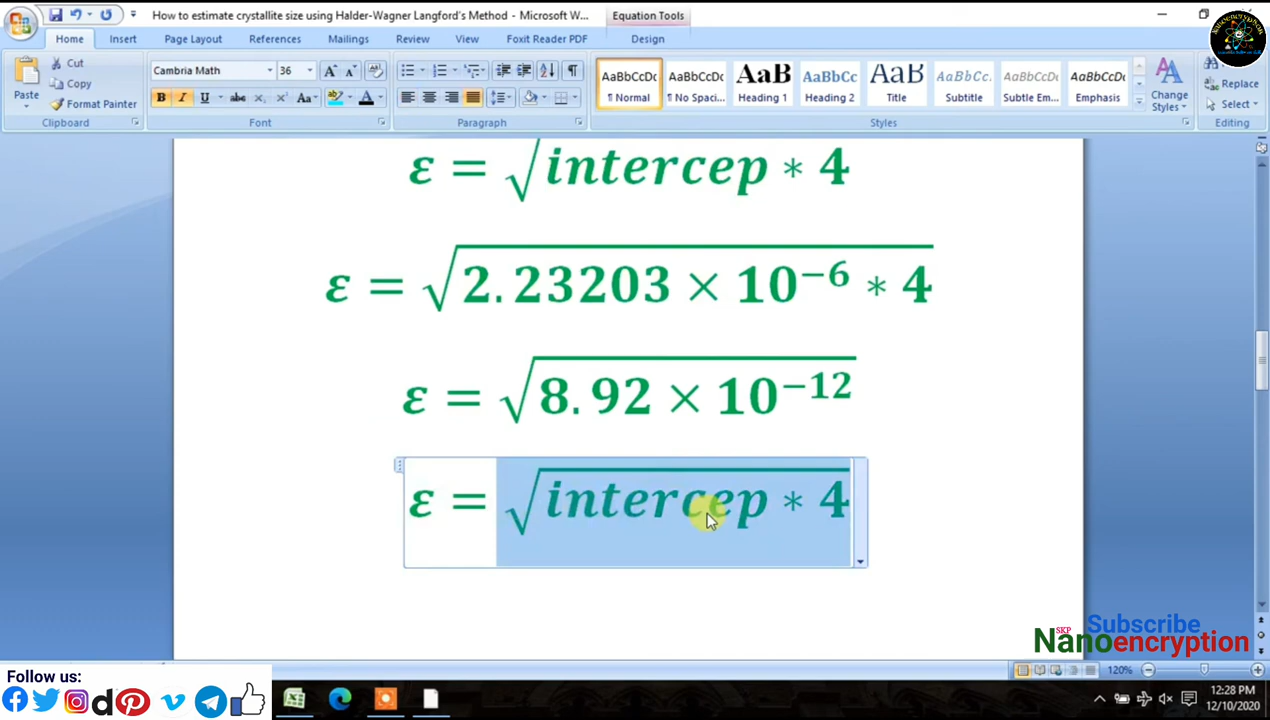 How to estimate crystallite size using Halder-Wagner Langford's Method - Microsoft W...
Equation Tools
Home Insert Page Layout References Mailings Review View Foxit Reader PDF Design
Paste
Cut
Copy
Format Painter
Clipboard
Cambria Math 36
Font
Paragraph
AaBbCcDc AaBbCcDc AaB AaBbCc AaB AaBbCc. AaBbCcDc AaBbCcDc
¶ Normal ¶ No Spaci... Heading 1 Heading 2 Title Subtitle Subtle Em... Emphasis
Change Styles
Styles
Replace
Select
Editing
ε = √intercep * 4
ε = √2.23203 × 10⁻⁶ * 4
ε = √8.92 × 10⁻¹²
ε = √intercep * 4
Subscribe
SKP
Nanoencryption
Follow us:
120%
12:28 PM
12/10/2020